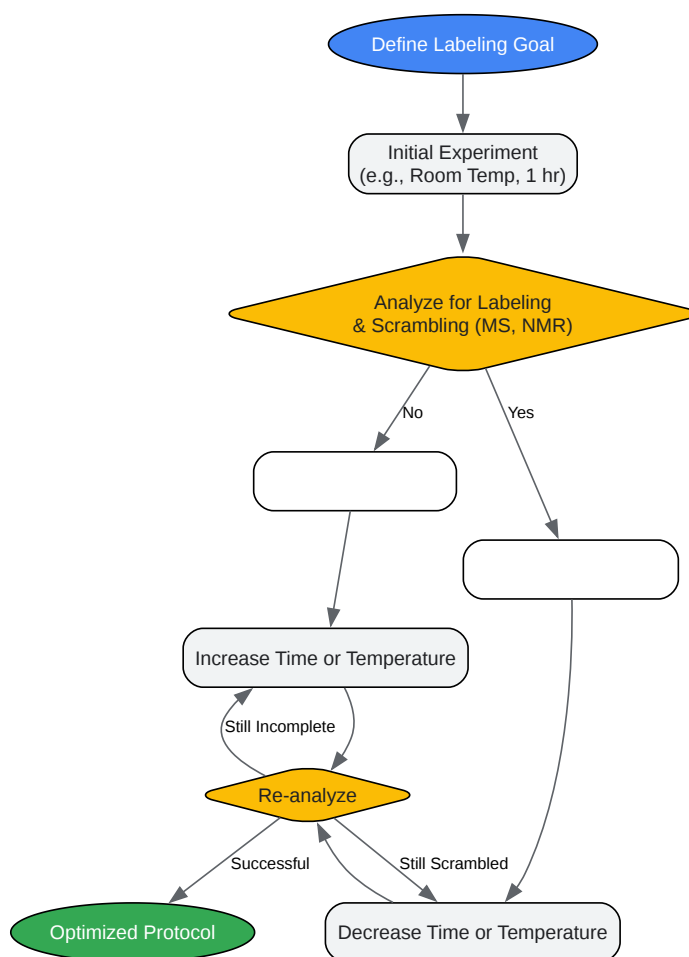 Define Labeling Goal
Initial Experiment
(e.g., Room Temp, 1 hr)
Analyze for Labeling
& Scrambling (MS, NMR)
No
Yes
Increase Time or Temperature
Still Incomplete
Re-analyze
Successful
Still Scrambled
Optimized Protocol
Decrease Time or Temperature